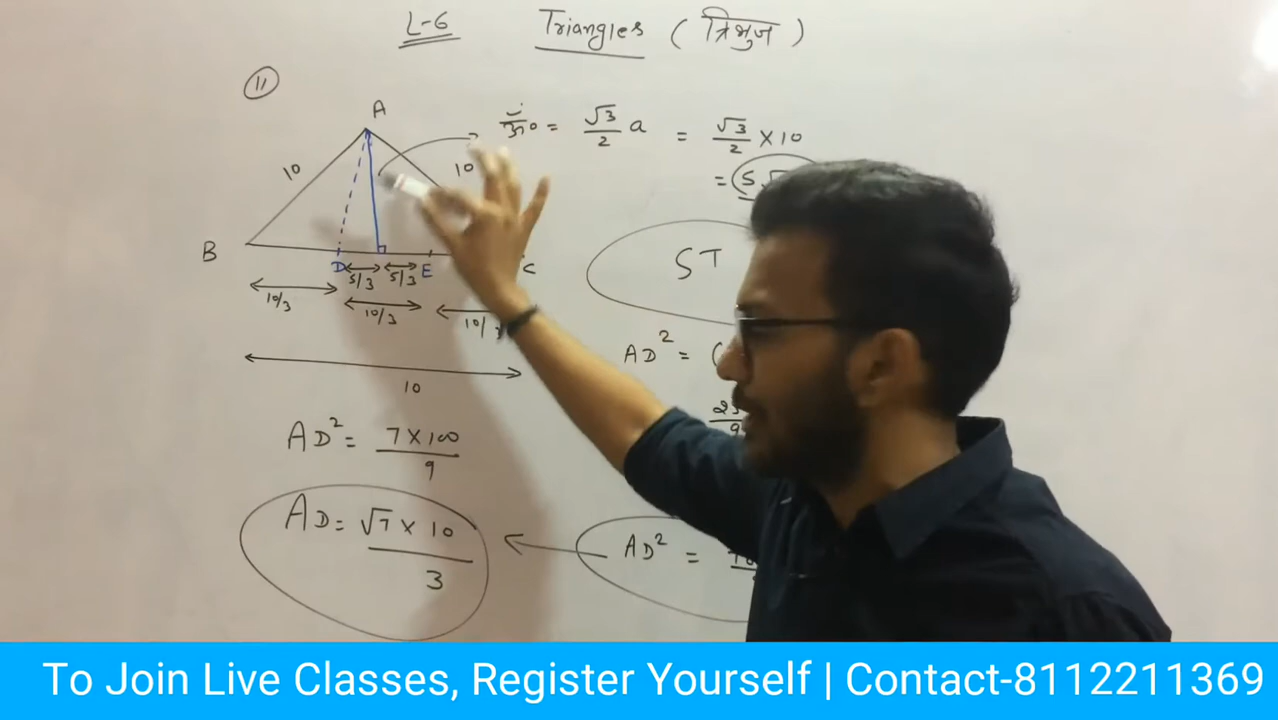 L-6 Triangles (त्रिभुज)
11
A
ऊँ० = √3/2 a = √3/2 × 10
10
10
= 5√
B
D
E
C
5/3
5/3
ST
10/3
10/3
10/
AD² = (
10
AD² = 7×100/9
AD = √7 × 10/3
AD² =
To Join Live Classes, Register Yourself | Contact-8112211369